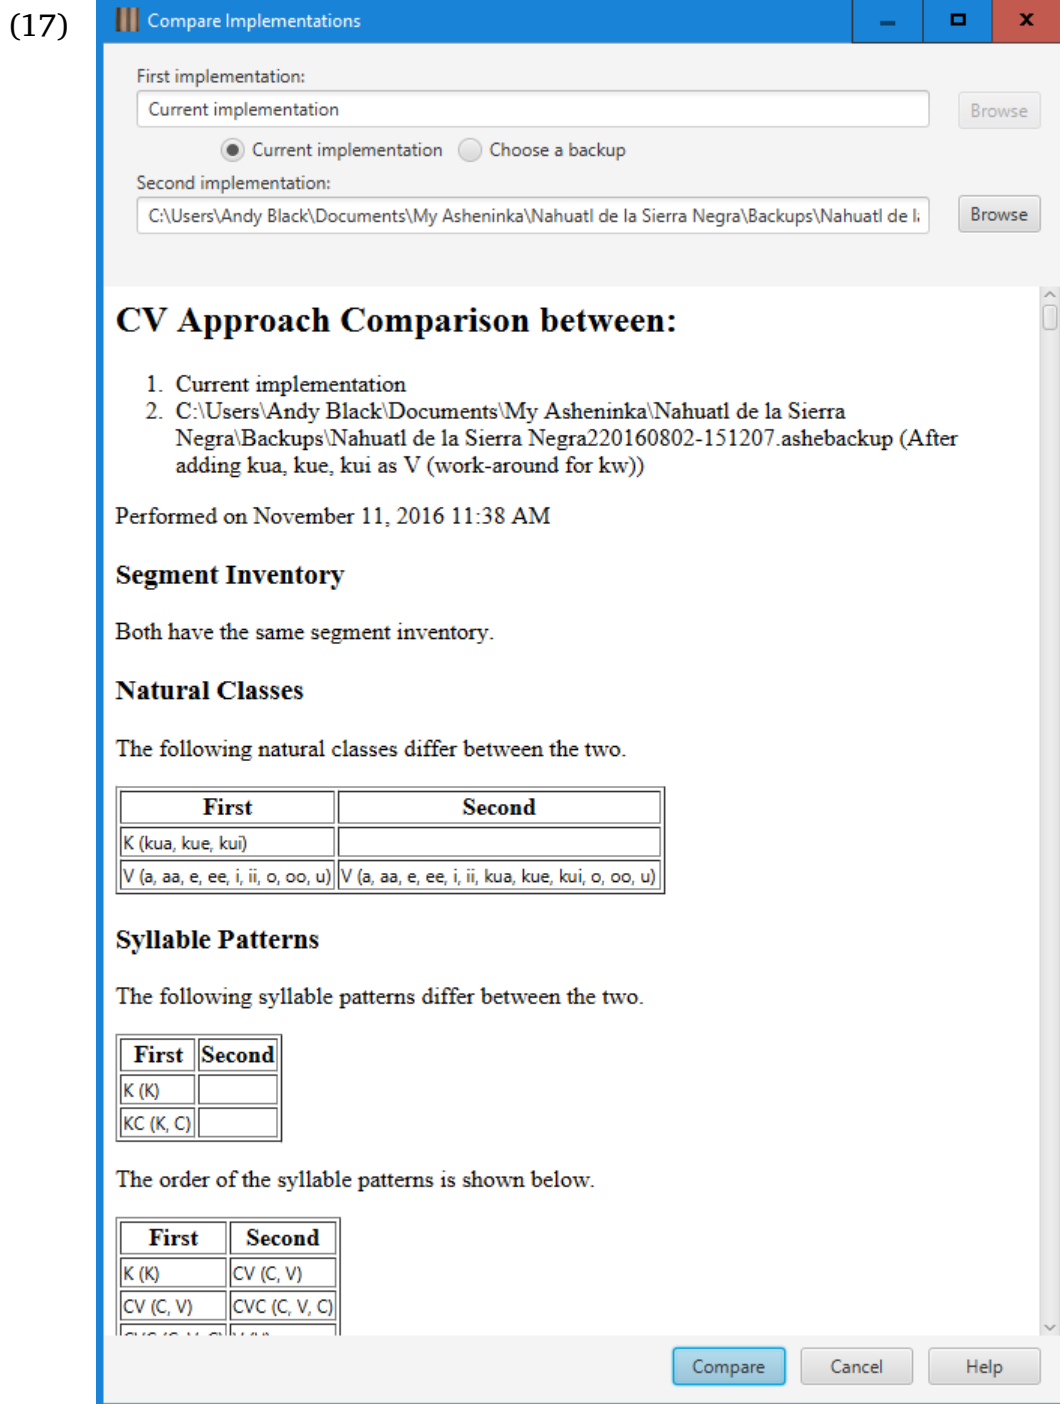 (17)
Compare Implementations
First implementation:
Current implementation
Browse
Current implementation
Choose a backup
Second implementation:
C:\Users\Andy Black\Documents\My Asheninka\Nahuatl de la Sierra Negra\Backups\Nahuatl de
Browse
CV Approach Comparison between:
1. Current implementation
2. C:\Users\Andy Black\Documents\My Asheninka\Nahuatl de la Sierra
Negra\Backups\Nahuatl de la Sierra Negra220160802-151207.ashebackup (After
adding kua, kue, kui as V (work-around for kw))
Performed on November 11, 2016 11:38 AM
Segment Inventory
Both have the same segment inventory.
Natural Classes
The following natural classes differ between the two.
First Second
K (kua, kue, kui)
V (a, aa, e, ee, i, ii, o, oo, u) V (a, aa, e, ee, i, ii, kua, kue, kui, o, oo, u)
Syllable Patterns
The following syllable patterns differ between the two.
First Second
K (K)
KC (K, C)
The order of the syllable patterns is shown below.
First Second
K (K) CV (C, V)
CV (C, V) CVC (C, V, C)
Compare Cancel Help